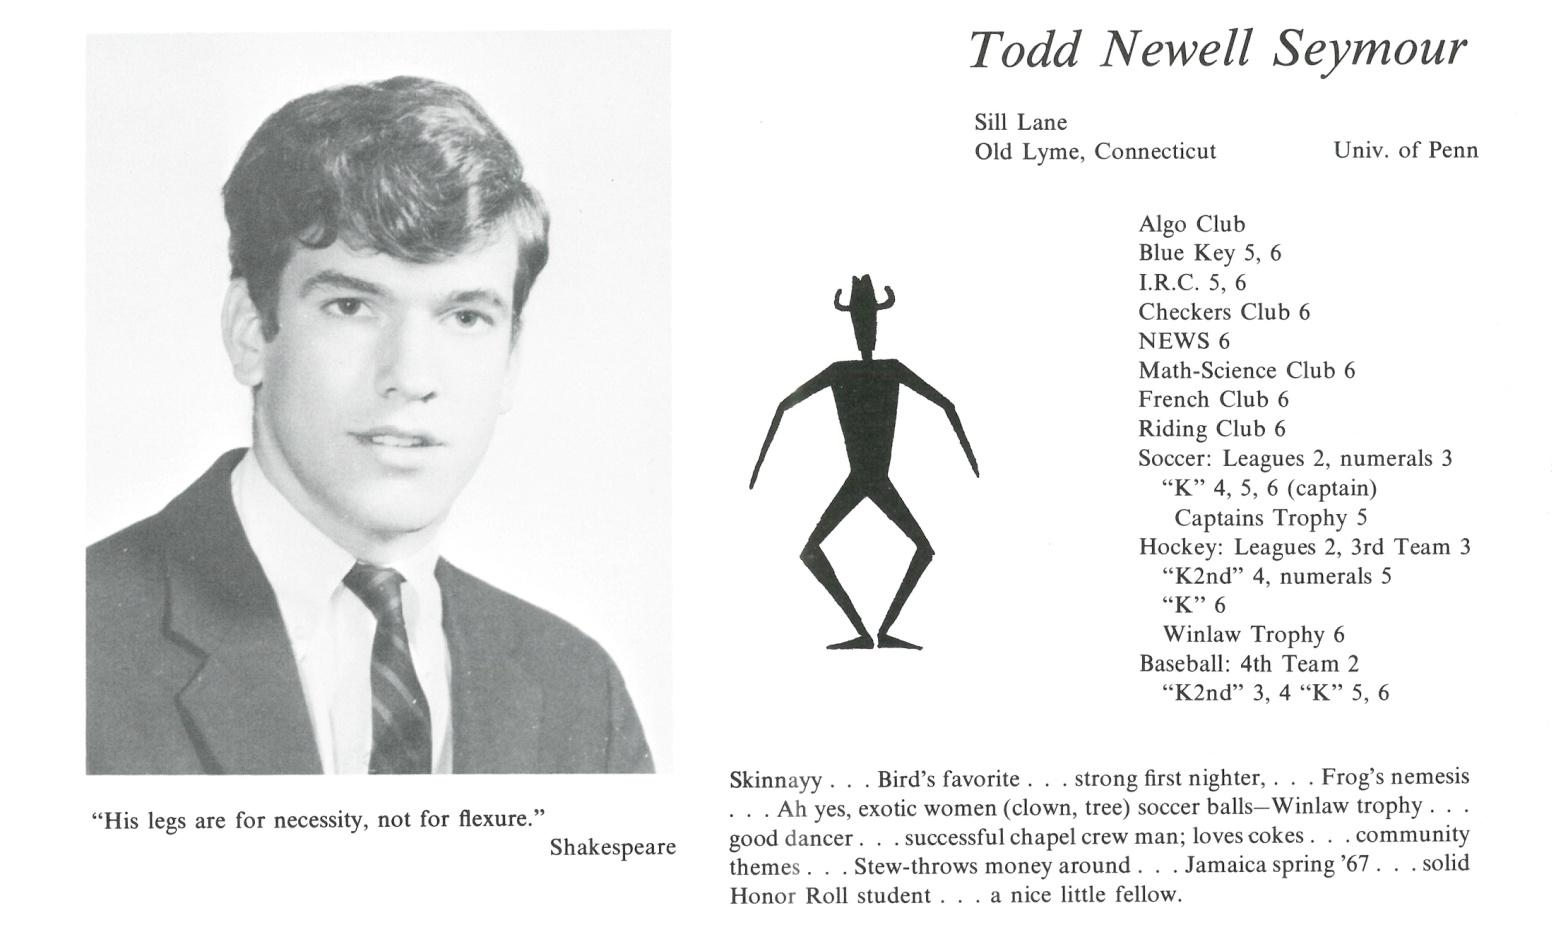 Todd Newell Seymour
Sill Lane
Old Lyme, Connecticut Univ. of Penn
Algo Club
Blue Key 5, 6
I.R.C. 5, 6
Checkers Club 6
NEWS 6
Math-Science Club 6
French Club 6
Riding Club 6
Soccer: Leagues 2, numerals 3
“K” 4, 5, 6 (captain)
Captains Trophy 5
Hockey: Leagues 2, 3rd Team 3
“K2nd” 4, numerals 5
“K” 6
Winlaw Trophy 6
Baseball: 4th Team 2
“K2nd” 3, 4 “K” 5, 6
“His legs are for necessity, not for flexure.”
Shakespeare
Skinnayy . . . Bird’s favorite . . . strong first nighter, . . . Frog’s nemesis
. . . Ah yes, exotic women (clown, tree) soccer balls—Winlaw trophy . . .
good dancer . . . successful chapel crew man; loves cokes . . . community
themes . . . Stew-throws money around . . . Jamaica spring ’67 . . . solid
Honor Roll student . . . a nice little fellow.